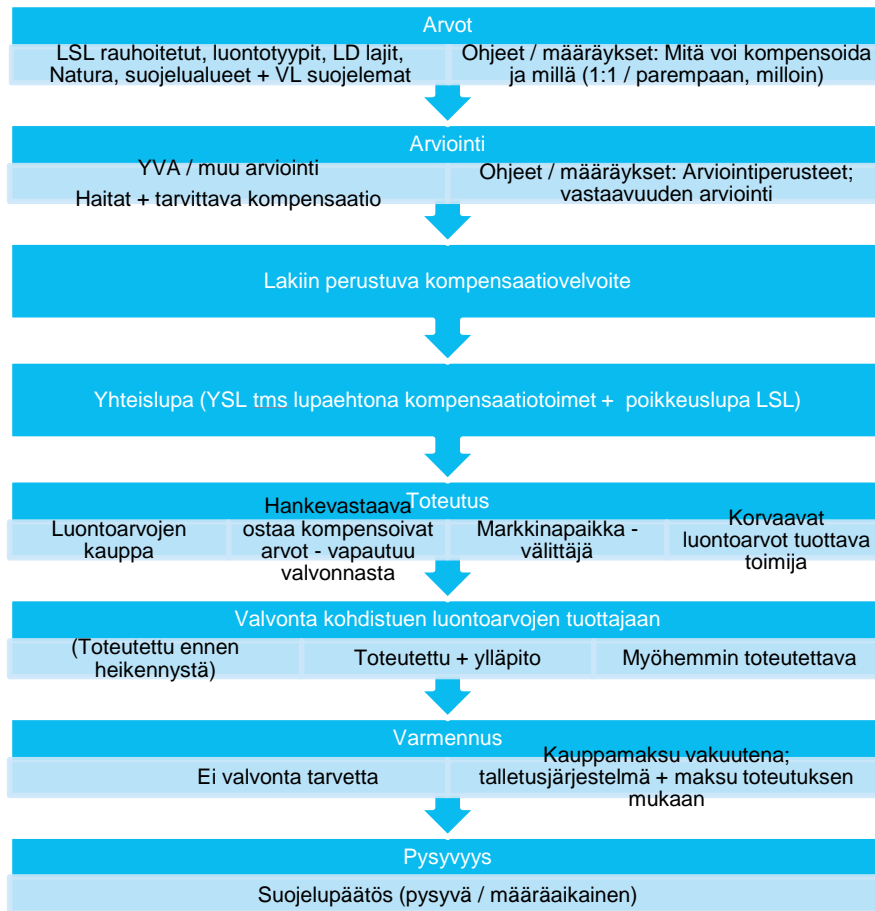 Arvot
LSL rauhoitetut, luontotyypit, LD lajit,
Natura, suojelualueet + VL suojelemat
Ohjeet / määräykset: Mitä voi kompensoida
ja millä (1:1 / parempaan, milloin)
Arviointi
YVA / muu arviointi
Haitat + tarvittava kompensaatio
Ohjeet / määräykset: Arviointiperusteet;
vastaavuuden arviointi
Lakiin perustuva kompensaatiovelvoite
Yhteislupa (YSL tms lupaehtona kompensaatiotoimet + poikkeuslupa LSL)
Toteutus
Luontoarvojen
kauppa
Hankevastaava
ostaa kompensoivat
arvot - vapautuu
valvonnasta
Markkinapaikka -
välittäjä
Korvaavat
luontoarvot tuottava
toimija
Valvonta kohdistuen luontoarvojen tuottajaan
(Toteutettu ennen
heikennystä)
Toteutettu + ylläpito
Myöhemmin toteutettava
Varmennus
Ei valvonta tarvetta
Kauppamaksu vakuutena;
talletusjärjestelmä + maksu toteutuksen
mukaan
Pysyvyys
Suojelupäätös (pysyvä / määräaikainen)